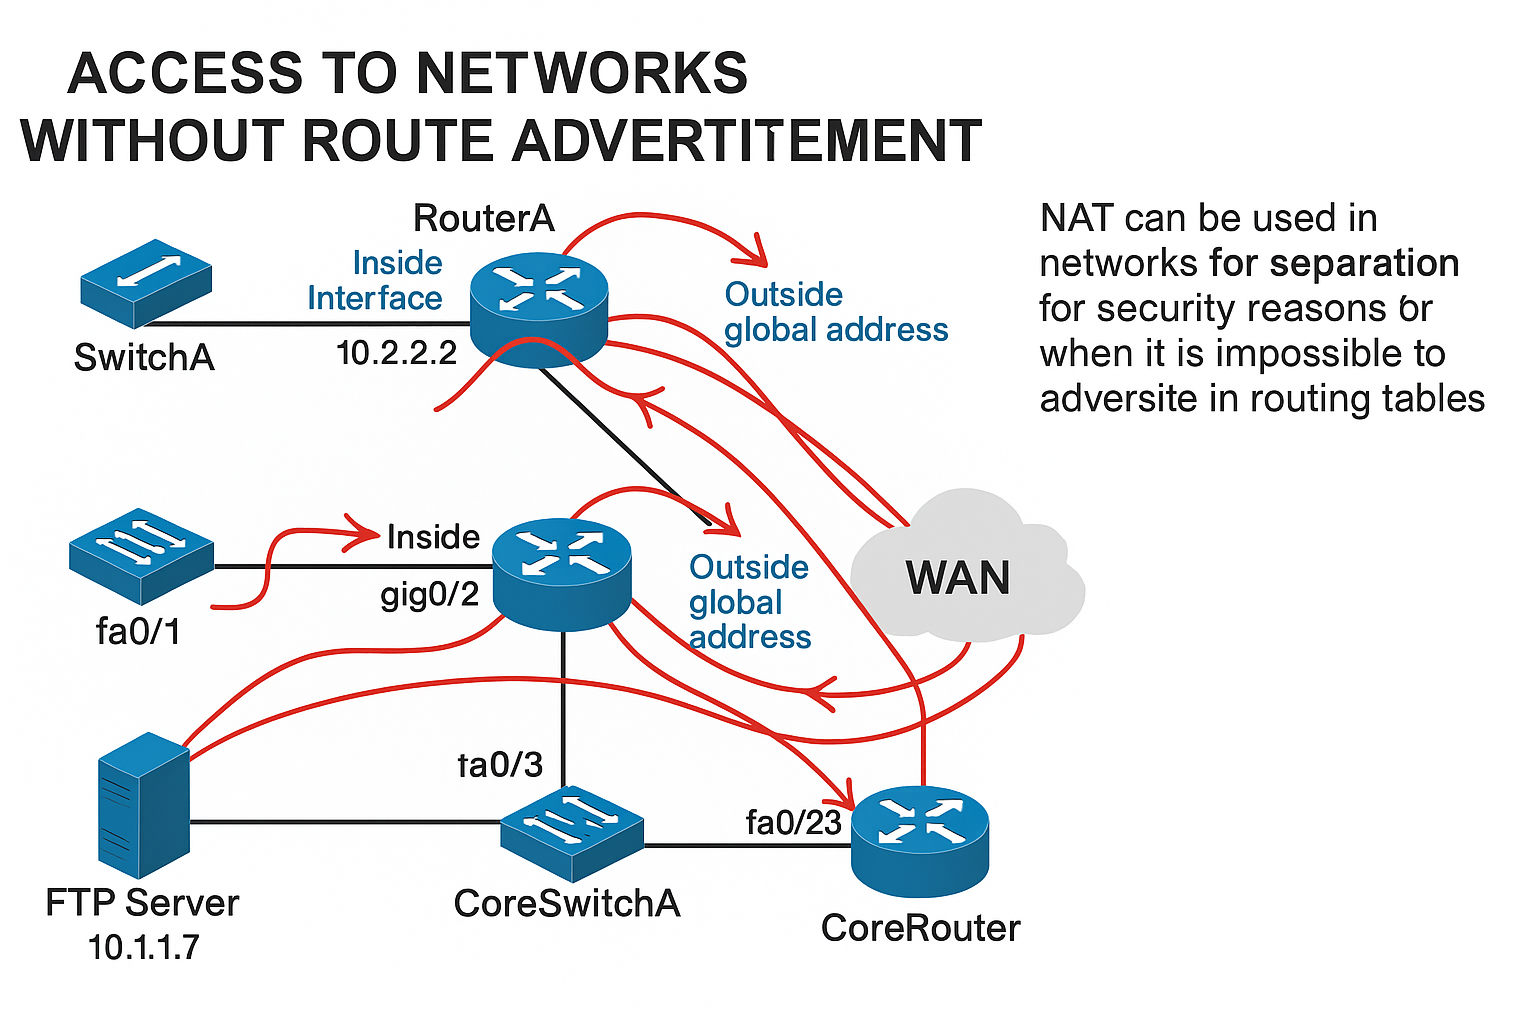 ACCESS TO NETWORKS
WITHOUT ROUTE ADVERTITEMENT
RouterA
Inside
Interface
10.2.2.2
SwitchA
Outside
global address
NAT can be used in
networks for separation
for security reasons or
when it is impossible to
adversite in routing tables
Inside
gig0/2
fa0/1
Outside
global
address
WAN
ta0/3
fa0/23
FTP Server
10.1.1.7
CoreSwitchA
CoreRouter